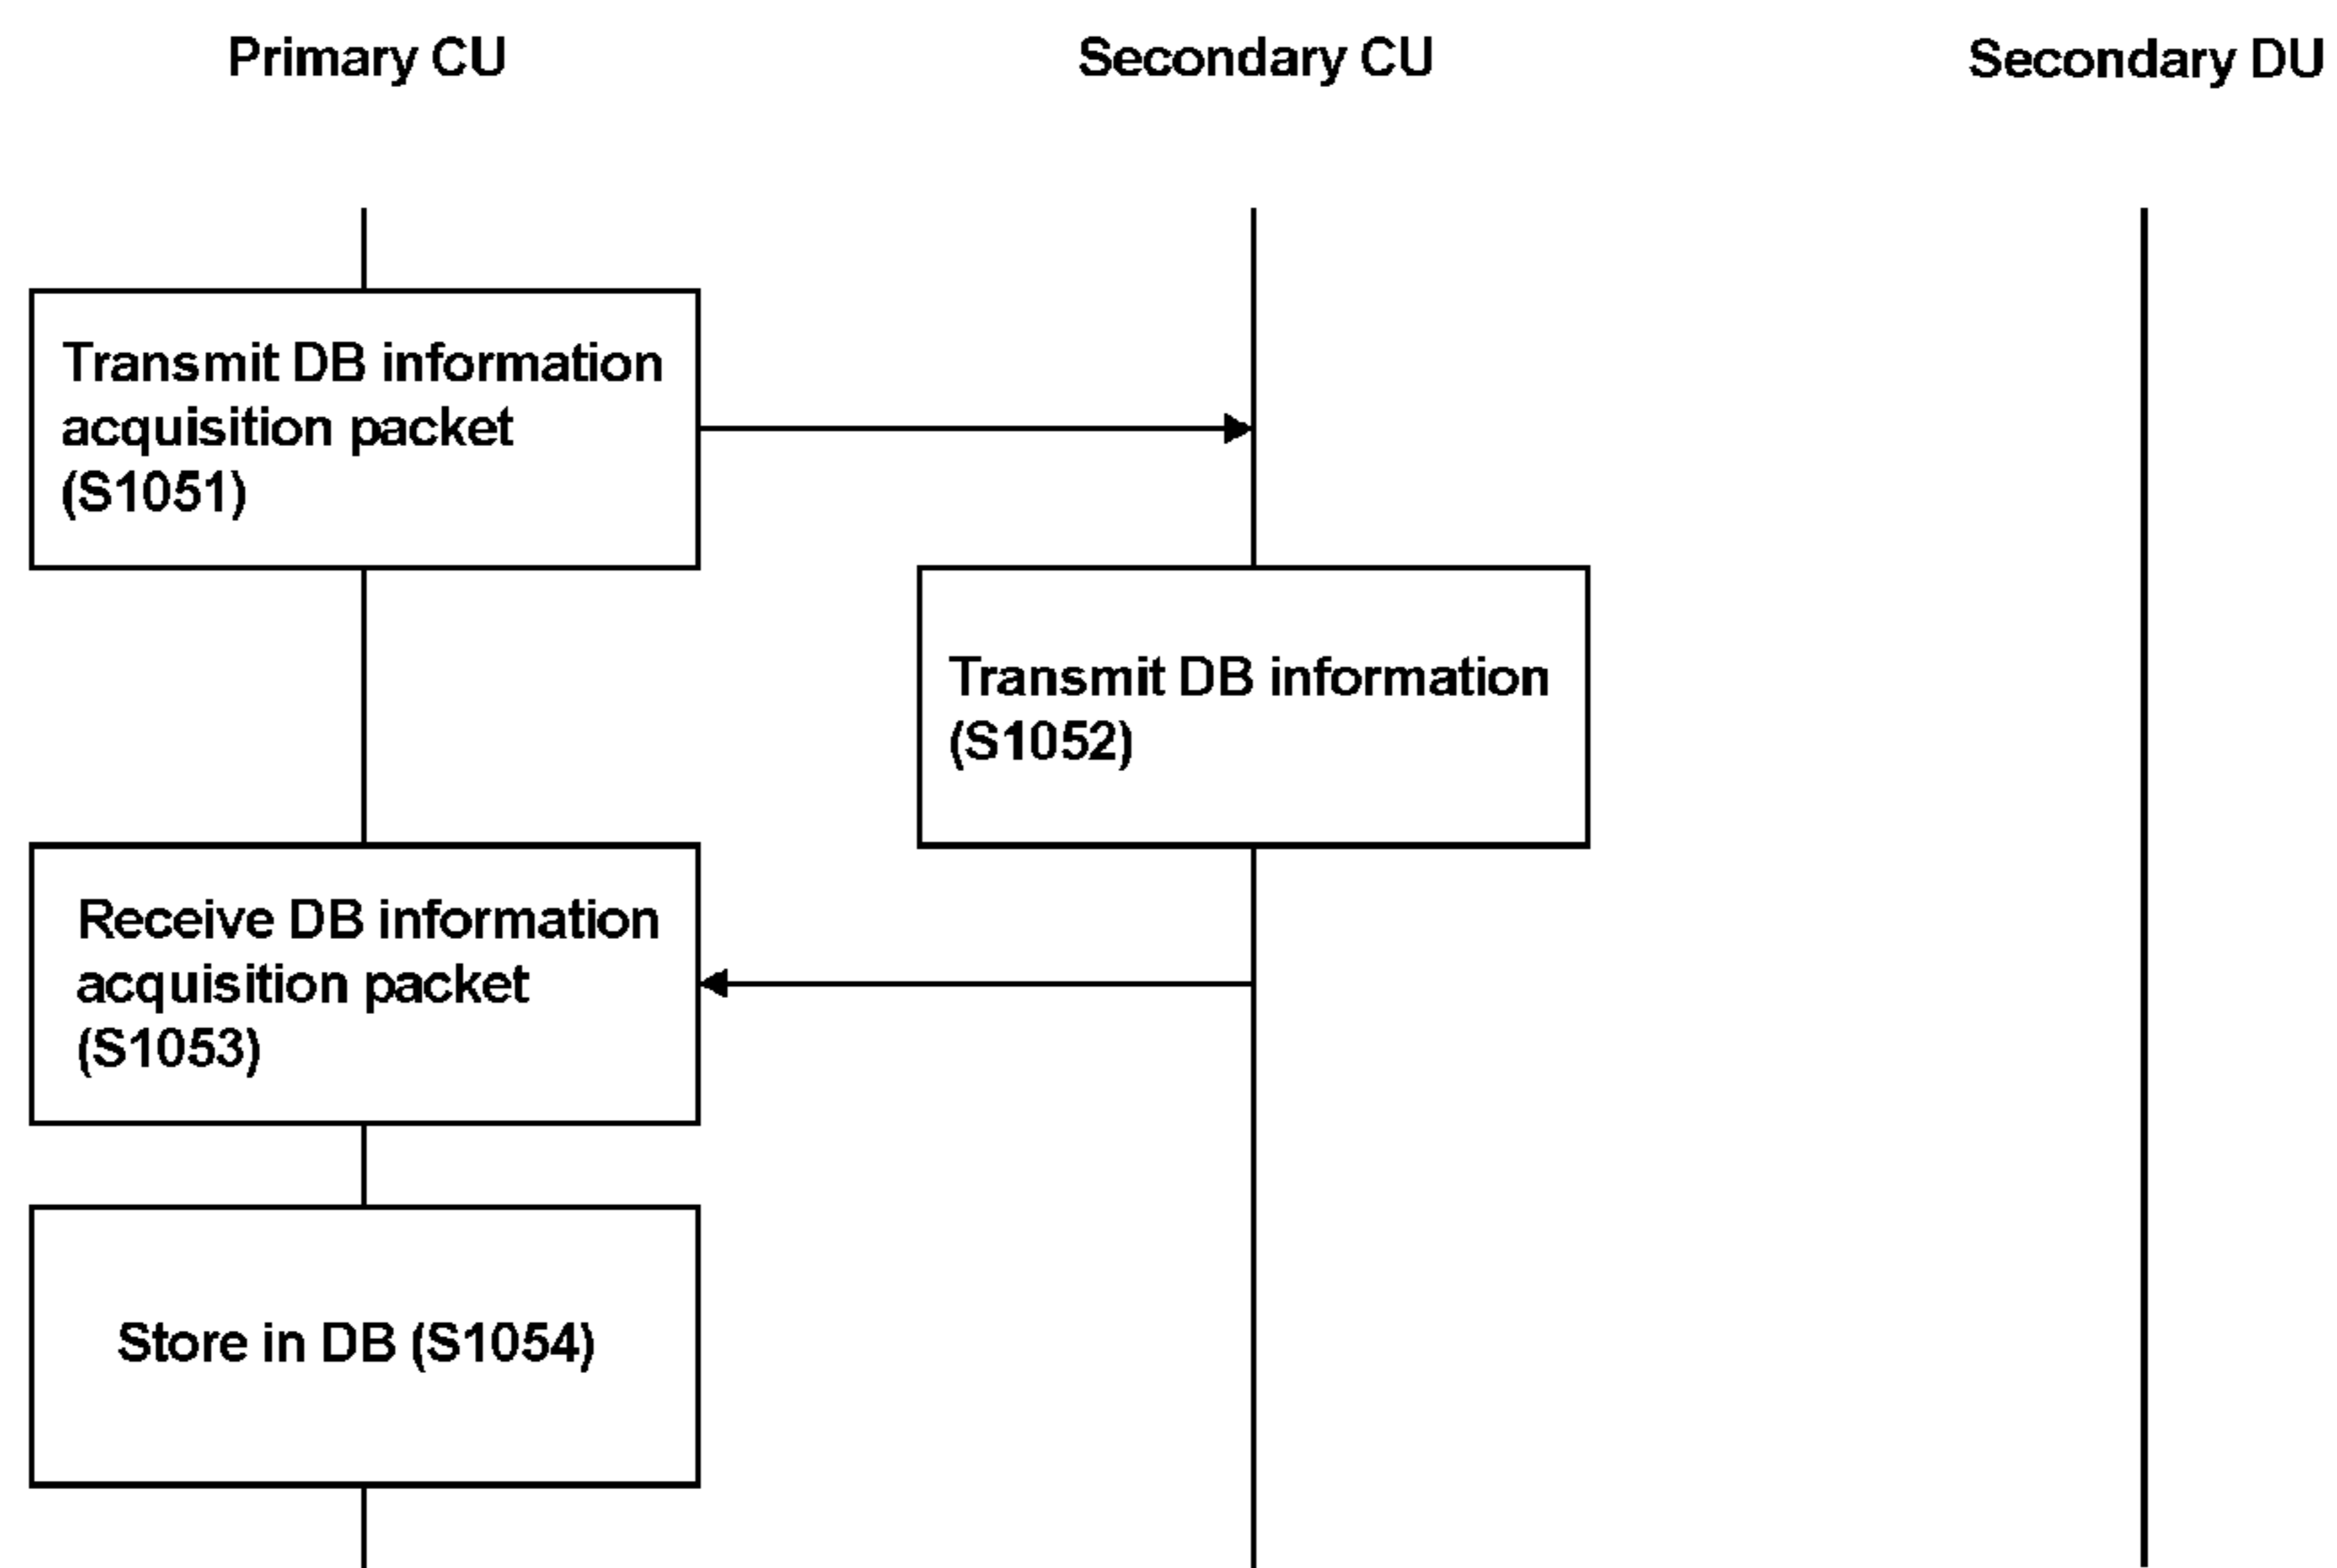 Primary CU
Secondary CU
Secondary DU
Transmit DB information
acquisition packet
(S1051)
Transmit DB information
(S1052)
Receive DB information
acquisition packet
(S1053)
Store in DB (S1054)